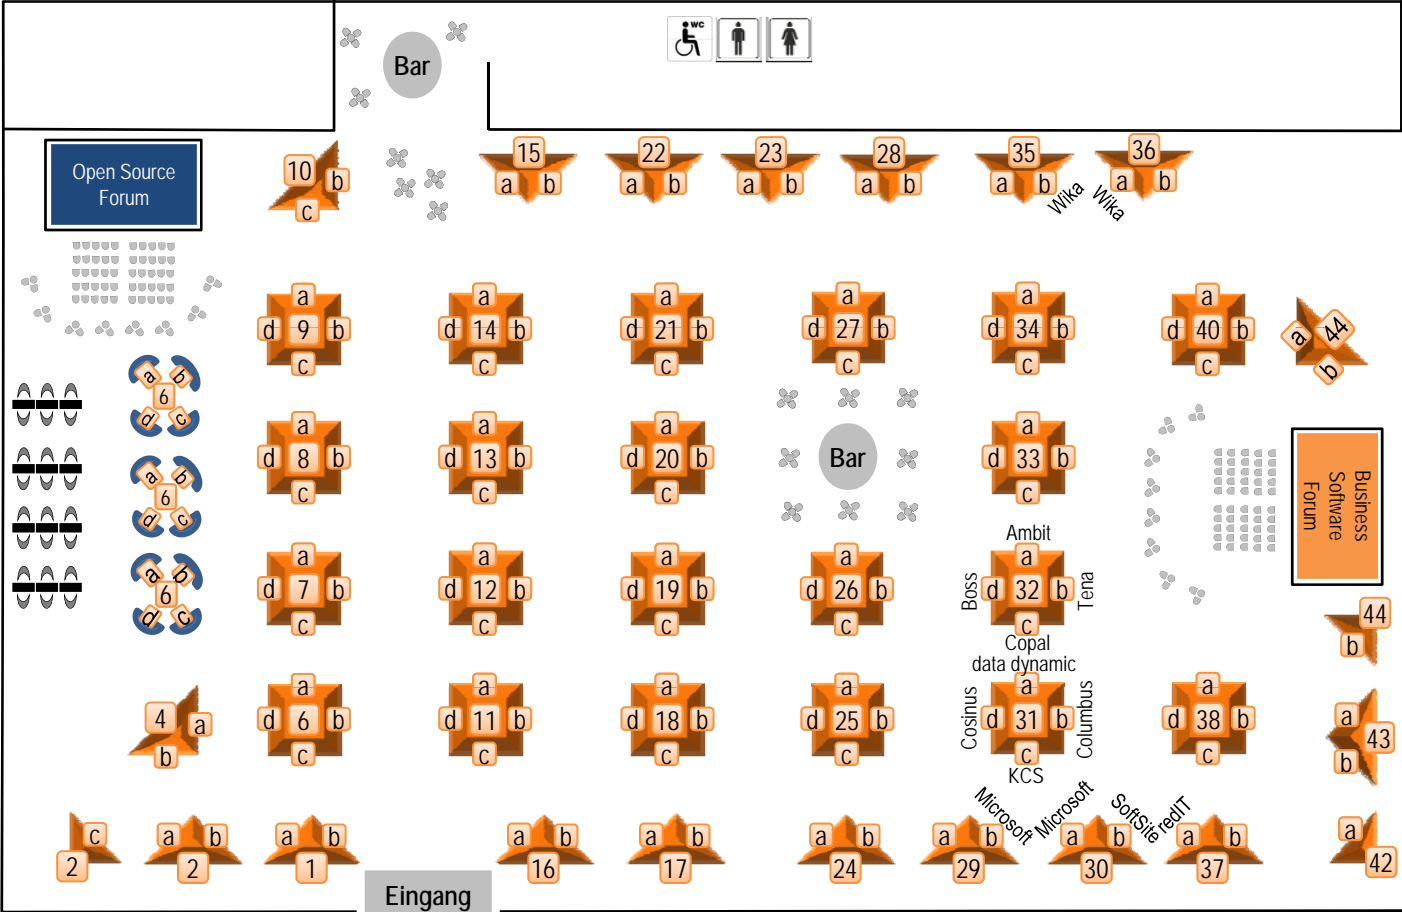 WC
Bar
Open Source
Forum
10
b
c
15
a b
22
a b
23
a b
28
a b
35
a b
Wika
36
a b
Wika
a
d 9 b
c
a
d 14 b
c
a
d 21 b
c
a
d 27 b
c
a
d 34 b
c
a
d 40 b
c
44
a
b
a b
6
d c
a
d 8 b
c
a
d 13 b
c
a
d 20 b
c
Bar
a
d 33 b
c
Business
Software
Forum
a b
6
d c
a b
6
d c
a
d 7 b
c
a
d 12 b
c
a
d 19 b
c
a
d 26 b
c
Ambit
a
Boss d 32 b Tena
c
Copal
44
b
4
a
b
a
d 6 b
c
a
d 11 b
c
a
d 18 b
c
a
d 25 b
c
data dynamic
a
Cosinus d 31 b Columbus
c
KCS
a
d 38 b
c
a
43
b
c
2
a b
2
a b
1
a b
16
a b
17
a b
24
Microsoft
a b
29
Microsoft
SoftSite
a b
30
redIT
a b
37
a
42
Eingang